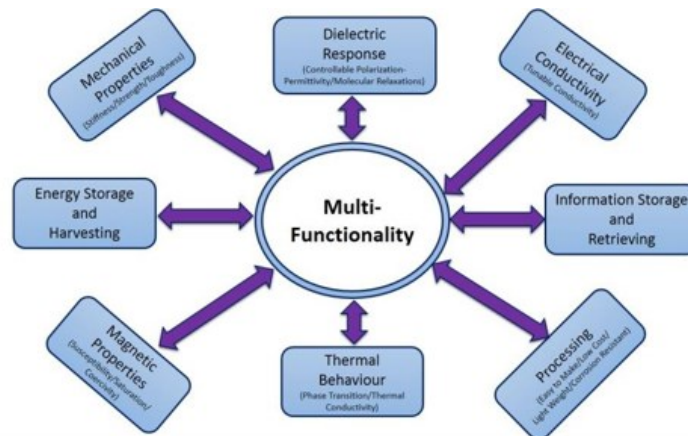 Mechanical
Properties
(Stiffness/Strength/Toughness)
Dielectric
Response
(Controllable Polarization-
Permittivity/Molecular Relaxations)
Electrical
Conductivity
(Tunable Conductivity)
Energy Storage
and
Harvesting
Multi-
Functionality
Information Storage
and
Retrieving
Magnetic
Properties
(Susceptibility/Saturation/
Coercivity)
Thermal
Behaviour
(Phase Transition/Thermal
Conductivity)
Processing
(Easy to Make/Low Cost/
Light Weight/Corrosion Resistant)